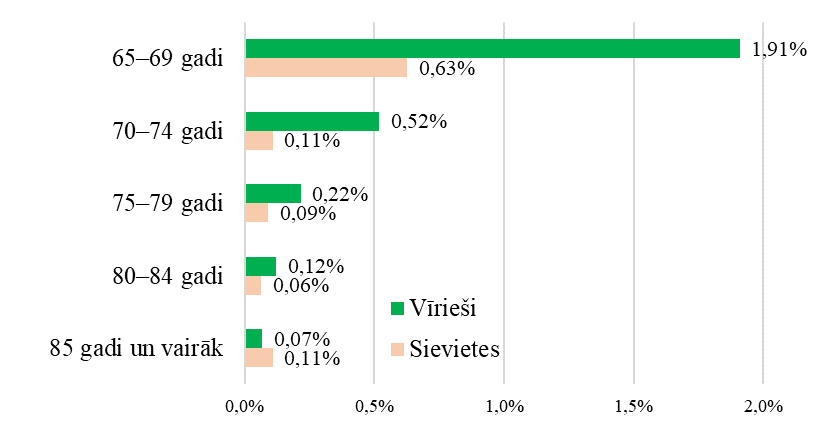 65–69 gadi
1,91%
0,63%
70–74 gadi
0,52%
0,11%
75–79 gadi
0,22%
0,09%
80–84 gadi
0,12%
0,06%
Vīrieši
85 gadi un vairāk
0,07%
0,11%
Sievietes
0,0%
0,5%
1,0%
1,5%
2,0%